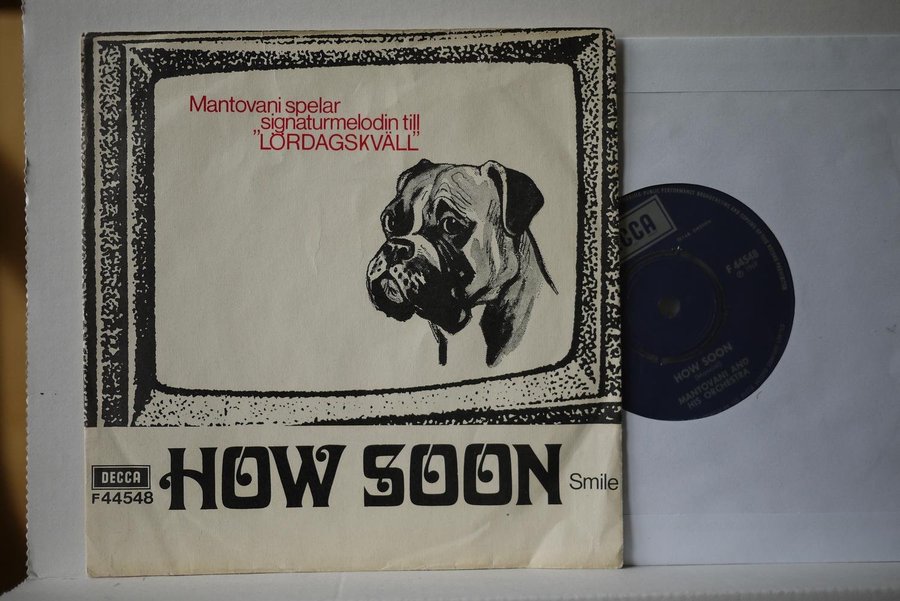 Mantovani spelar
signaturmelodin till
"LÖRDAGSKVÄLL"
DECCA
F44548
HOW SOON
Smile
DECCA
F 44548
HOW SOON
MANTOVANI AND
HIS ORCHESTRA